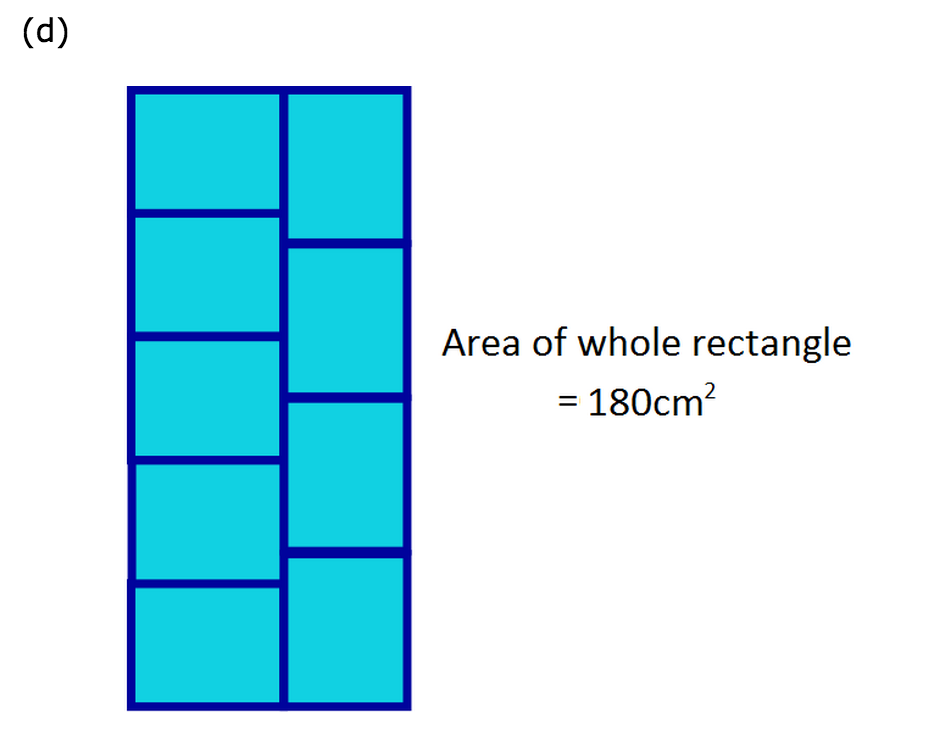 (d)
Area of whole rectangle
= 180cm²